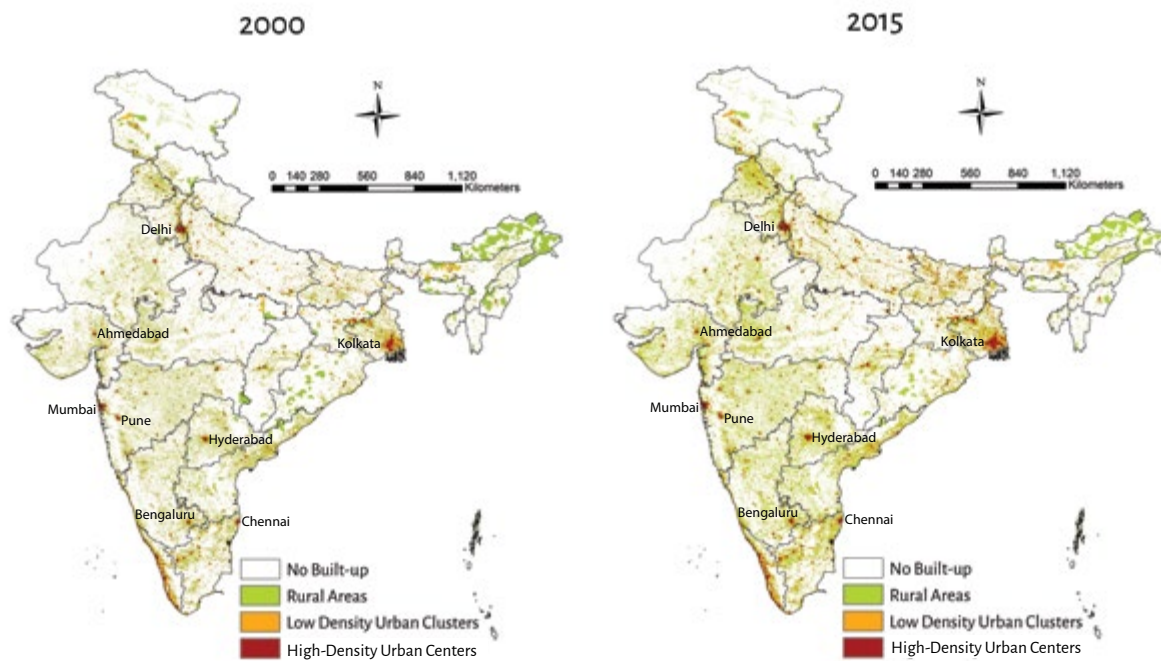 2000
N
0 140 280 560 840 1,120
Kilometers
Delhi
Ahmedabad
Kolkata
Mumbai
Pune
Hyderabad
Bengaluru
Chennai
No Built-up
Rural Areas
Low Density Urban Clusters
High-Density Urban Centers
2015
N
0 140 280 560 840 1,120
Kilometers
Delhi
Ahmedabad
Kolkata
Mumbai
Pune
Hyderabad
Bengaluru
Chennai
No Built-up
Rural Areas
Low Density Urban Clusters
High-Density Urban Centers